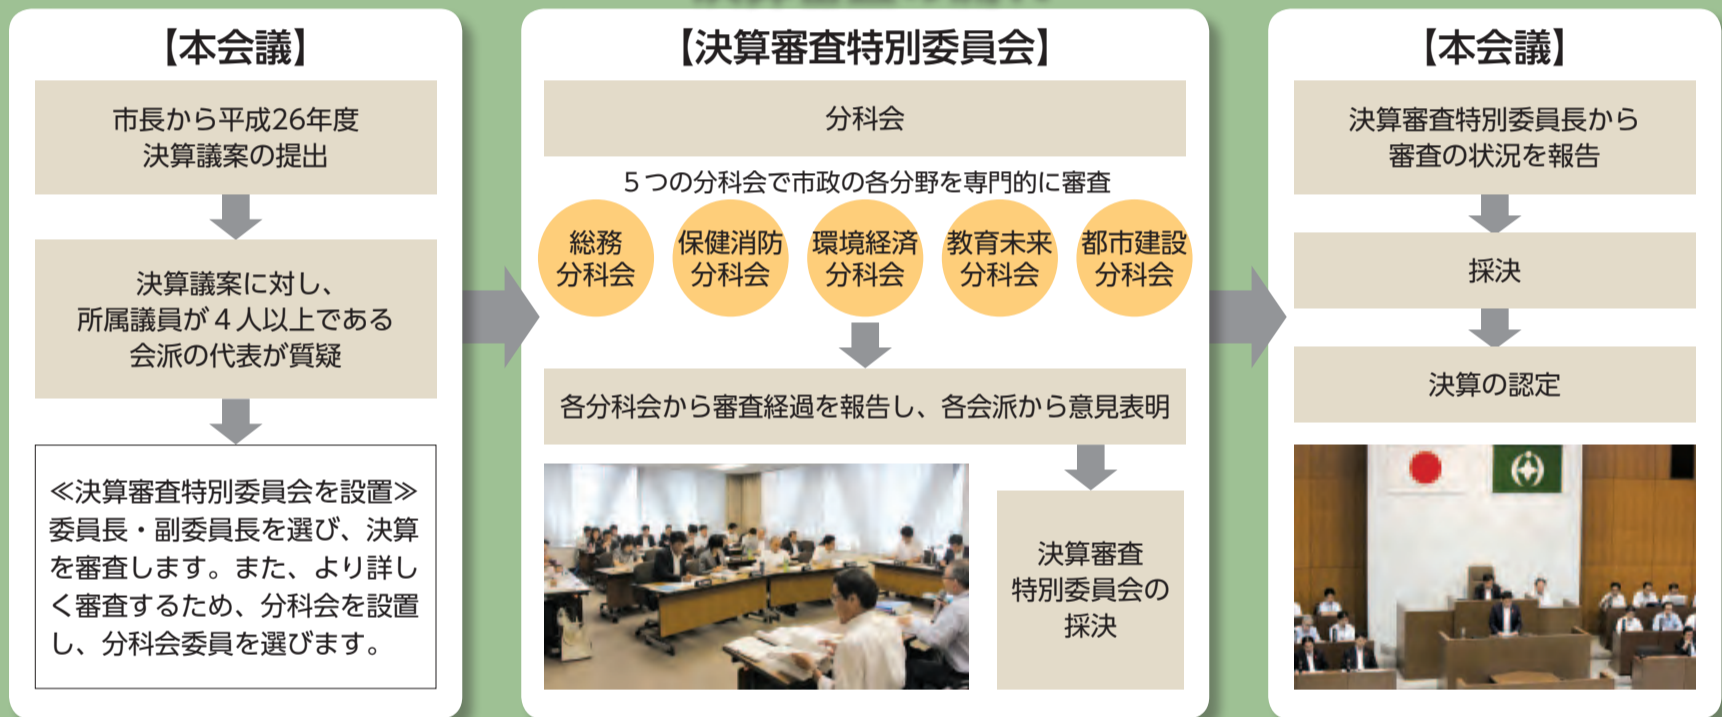 【本会議】
市長から平成26年度
決算議案の提出
決算議案に対し、
所属議員が４人以上である
会派の代表が質疑
≪決算審査特別委員会を設置≫
委員長・副委員長を選び、決算
を審査します。また、より詳し
く審査するため、分科会を設置
し、分科会委員を選びます。
【決算審査特別委員会】
分科会
５つの分科会で市政の各分野を専門的に審査
総務
分科会
保健消防
分科会
環境経済
分科会
教育未来
分科会
都市建設
分科会
各分科会から審査経過を報告し、各会派から意見表明
決算審査
特別委員会の
採決
【本会議】
決算審査特別委員長から
審査の状況を報告
採決
決算の認定